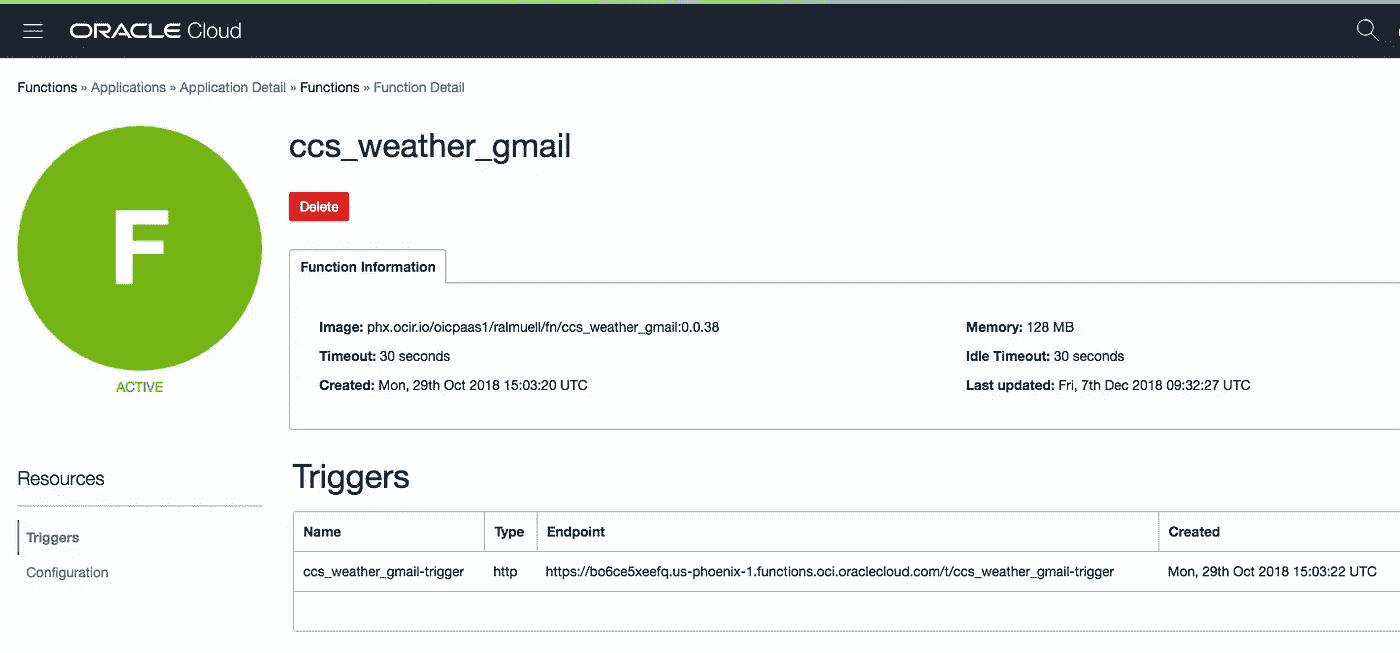 ORACLE Cloud
Functions » Applications » Application Detail » Functions » Function Detail
F
ACTIVE
ccs_weather_gmail
Delete
Function Information
Image: phx.ocir.io/oicpaas1/ralmuell/fn/ccs_weather_gmail:0.0.38
Memory: 128 MB
Timeout: 30 seconds
Idle Timeout: 30 seconds
Created: Mon, 29th Oct 2018 15:03:20 UTC
Last updated: Fri, 7th Dec 2018 09:32:27 UTC
Resources
Triggers
Configuration
Triggers
Name Type Endpoint Created
ccs_weather_gmail-trigger http https://bo6ce5xeefq.us-phoenix-1.functions.oci.oraclecloud.com/t/ccs_weather_gmail-trigger Mon, 29th Oct 2018 15:03:22 UTC